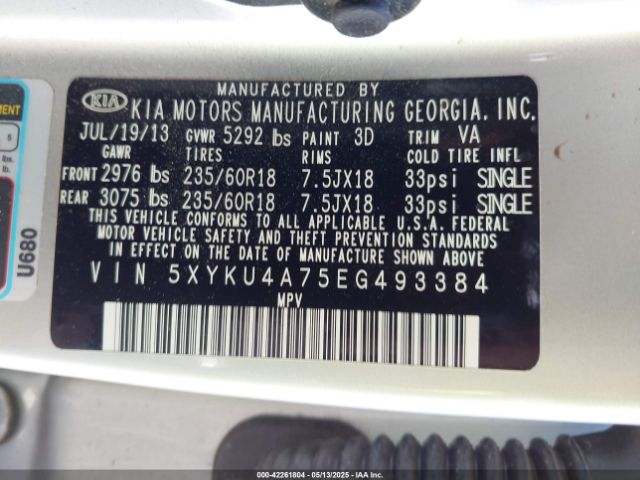 MANUFACTURED BY
KIA KIA MOTORS MANUFACTURING GEORGIA, INC.
JUL/19/13 GVWR 5292 lbs PAINT 3D TRIM VA
GAWR TIRES RIMS COLD TIRE INFL
FRONT 2976 lbs 235/60R18 7.5JX18 33psi SINGLE
REAR 3075 lbs 235/60R18 7.5JX18 33psi SINGLE
THIS VEHICLE CONFORMS TO ALL APPLICABLE U.S.A. FEDERAL
MOTOR VEHICLE SAFETY AND THEFT PREVENTION STANDARDS
IN EFFECT ON THE DATE OF MANUFACTURE SHOWN ABOVE
VIN 5XYKU4A75EG493384
MPV
MENT
5
lbs.
U680
000-42261804 - 05/13/2025 - IAA